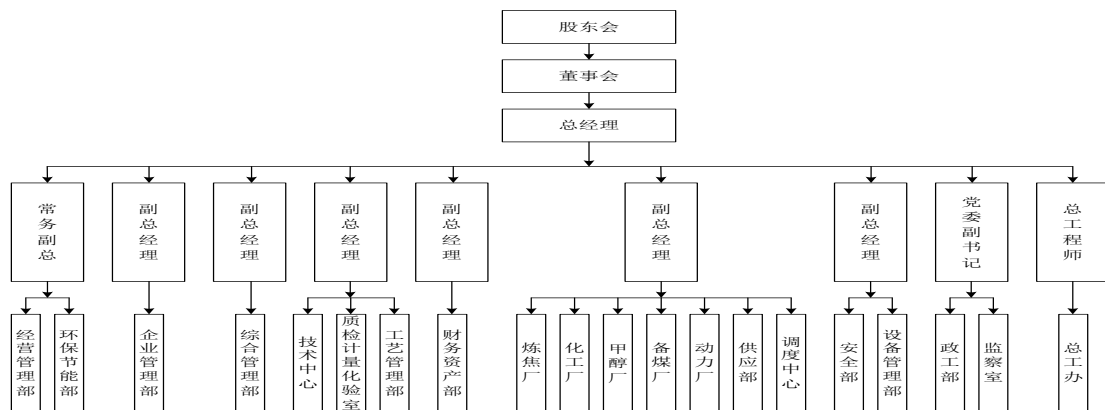 股东会
董事会
总经理
常务副总
副总经理
副总经理
副总经理
副总经理
副总经理
副总经理
党委副书记
总工程师
经营管理部
环保节能部
企业管理部
综合管理部
技术中心
质检计量化验室
工艺管理部
财务资产部
炼焦厂
化工厂
甲醇厂
备煤厂
动力厂
供应部
调度中心
安全部
设备管理部
政工部
监察室
总工办